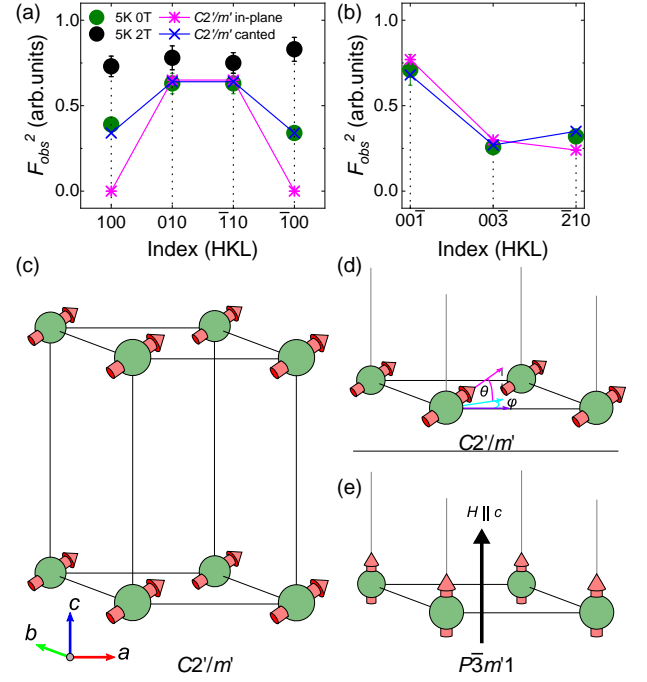 (a)
5K 0T
C2'/m' in-plane
5K 2T
C2'/m' canted
1.0
0.5
0.0
F_obs^2 (arb.units)
100 010 1̅10 1̅00
Index (HKL)
(b)
1.0
0.5
0.0
F_obs^2 (arb.units)
001̅ 003̅ 2̅10
Index (HKL)
(c)
c
b
a
C2'/m'
(d)
θ
φ
C2'/m'
(e)
H || c
P3̅m'1